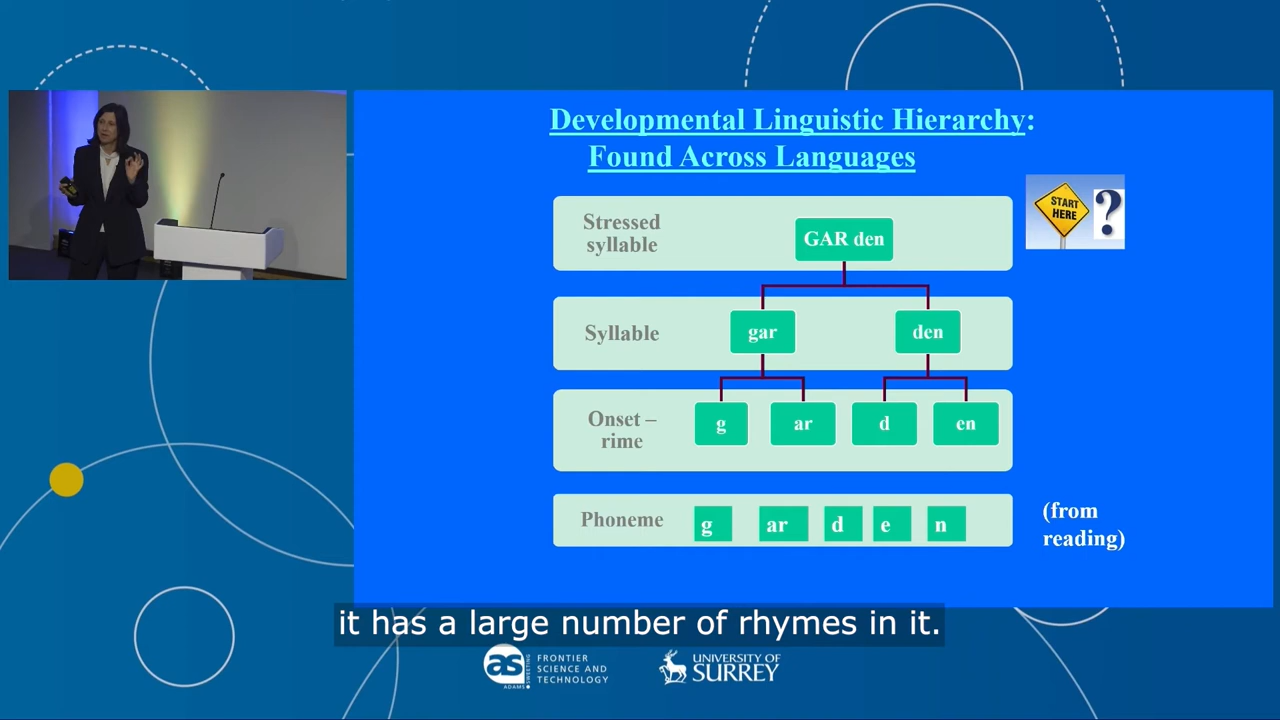 Developmental Linguistic Hierarchy:
Found Across Languages
START
HERE
?
Stressed
syllable
GAR den
Syllable
gar
den
Onset –
rime
g
ar
d
en
Phoneme
g
ar
d
e
n
(from
reading)
it has a large number of rhymes in it.
as
ADAMS SWEETING
FRONTIER
SCIENCE AND
TECHNOLOGY
UNIVERSITY OF
SURREY